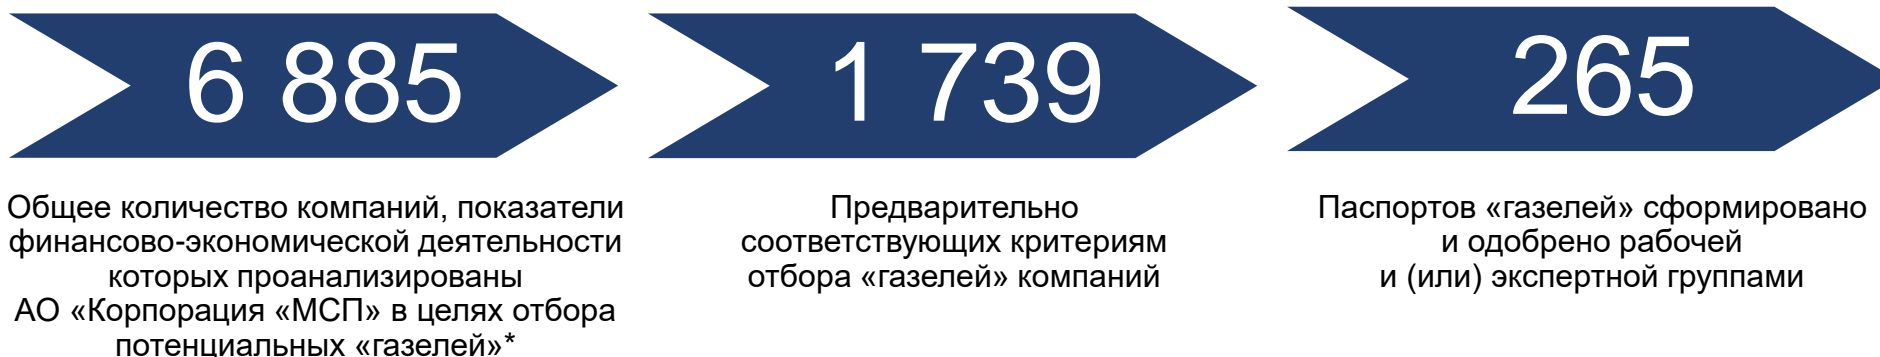 6 885
Общее количество компаний, показатели
финансово-экономической деятельности
которых проанализированы
АО «Корпорация «МСП» в целях отбора
потенциальных «газелей»*
1 739
Предварительно
соответствующих критериям
отбора «газелей» компаний
265
Паспортов «газелей» сформировано
и одобрено рабочей
и (или) экспертной группами